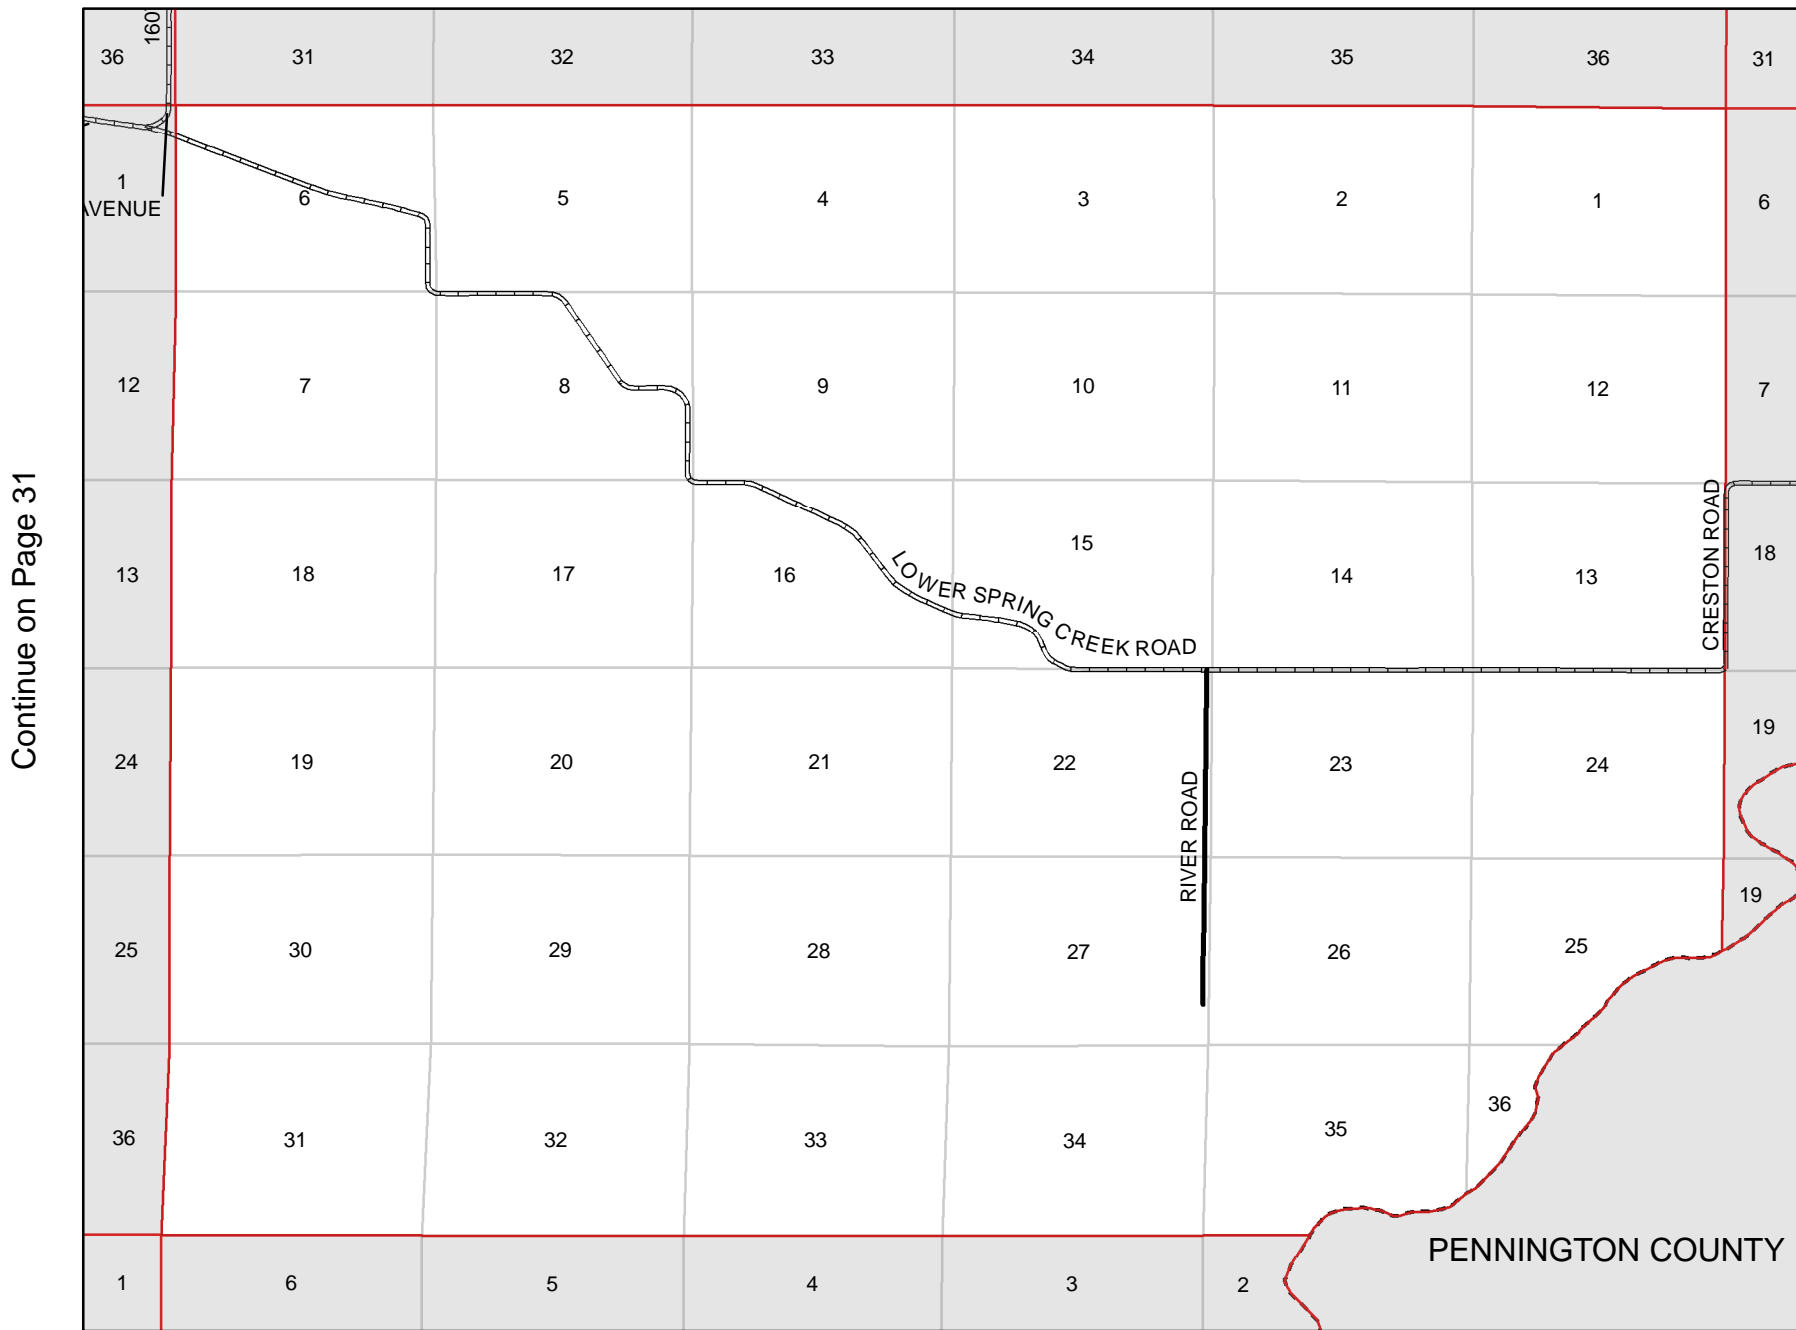 160
36 31 32 33 34 35 36 31
1 6 5 4 3 2 1 6
AVENUE
12 7 8 9 10 11 12 7
Continue on Page 31
13 18 17 16 15 14 13 18
LOWER SPRING CREEK ROAD
CRESTON ROAD
24 19 20 21 22 23 24 19
RIVER ROAD
19
25 30 29 28 27 26 25
36 31 32 33 34 35 36
PENNINGTON COUNTY
1 6 5 4 3 2